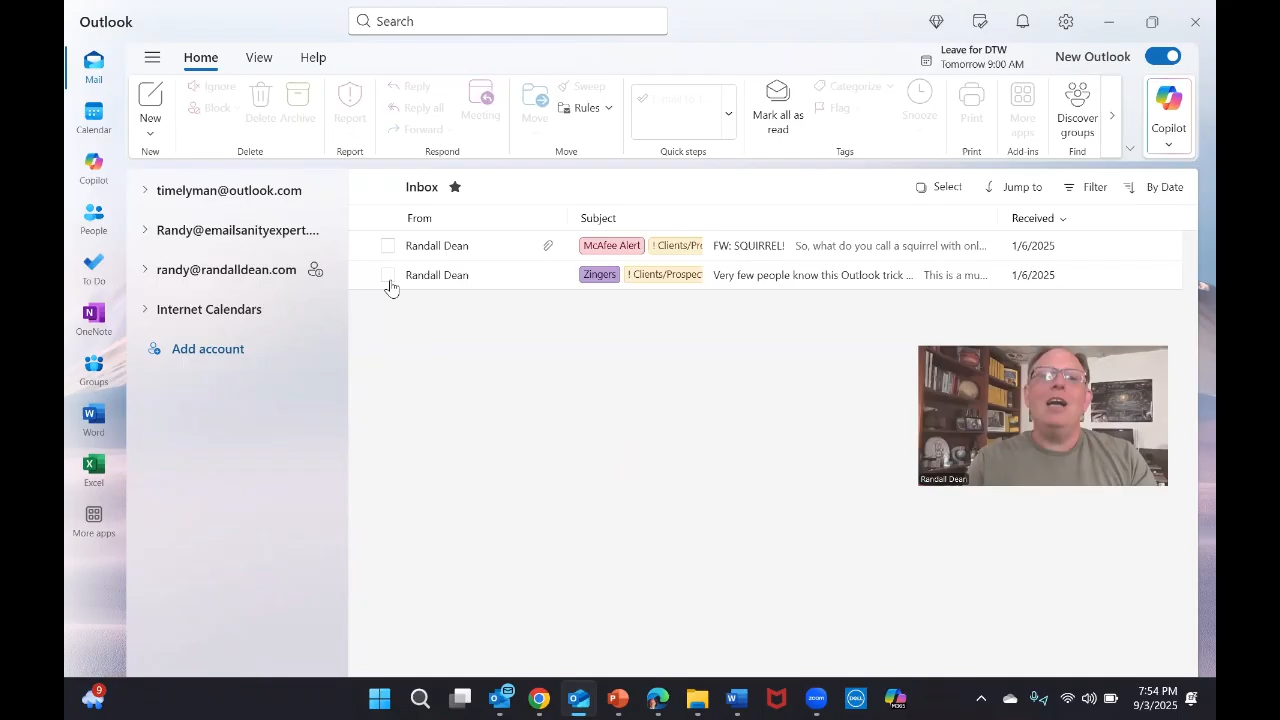 Outlook
Search
Mail
Calendar
Copilot
People
To Do
OneNote
Groups
Word
Excel
More apps
Home View Help
Leave for DTW
Tomorrow 9:00 AM
New Outlook
New
New
Ignore
Block
Delete
Archive
Delete
Report
Report
Reply
Reply all
Forward
Meeting
Respond
Move
Sweep
Rules
Move
Quick steps
Mark all as
read
Categorize
Flag
Snooze
Tags
Print
Print
More
apps
Add-ins
Discover
groups
Find
Copilot
timelyman@outlook.com
Randy@emailsanityexpert....
randy@randalldean.com
Internet Calendars
Add account
Inbox
Select
Jump to
Filter
By Date
From Subject Received
Randall Dean McAfee Alert ! Clients/Pr FW: SQUIRREL! So, what do you call a squirrel with onl... 1/6/2025
Randall Dean Zingers ! Clients/Prospec Very few people know this Outlook trick ... This is a mu... 1/6/2025
Randall Dean
9
zoom
DELL
M365
7:54 PM
9/3/2025